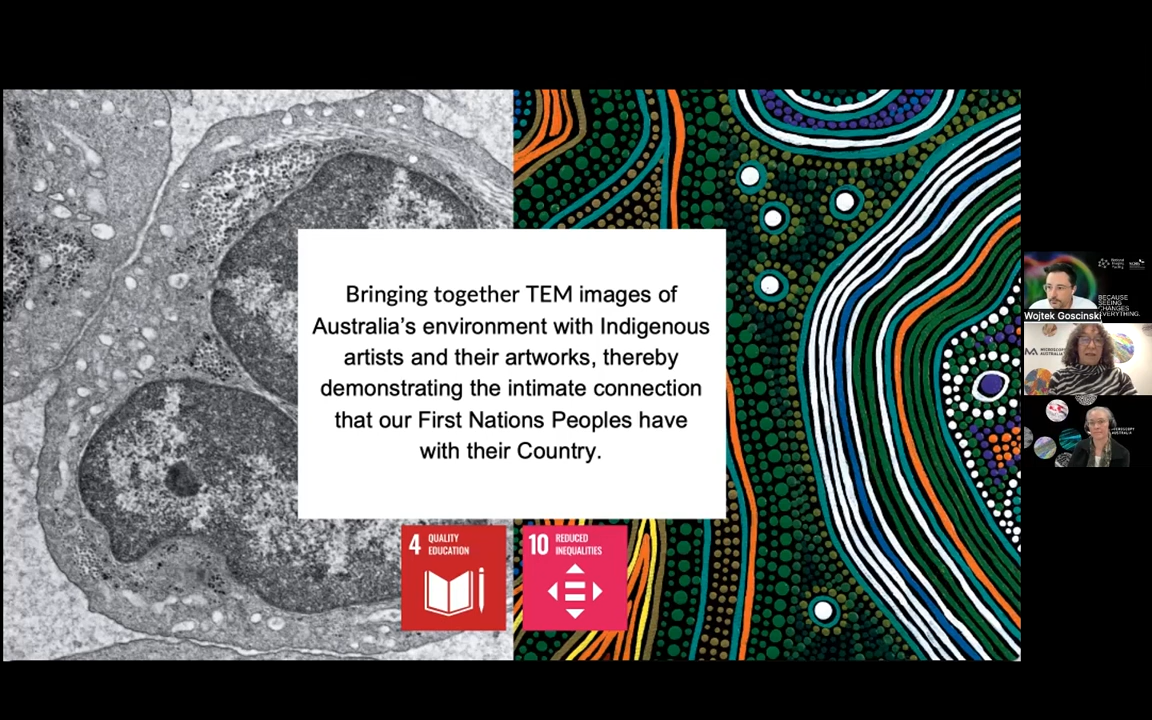 Bringing together TEM images of
Australia's environment with Indigenous
artists and their artworks, thereby
demonstrating the intimate connection
that our First Nations Peoples have
with their Country.
4 QUALITY
EDUCATION
10 REDUCED
INEQUALITIES
BECAUSE
SEEING
CHANGES
EVERYTHING.
Wojtek Goscinski
MICROSCOPY
AUSTRALIA
MICROSCOPY
AUSTRALIA